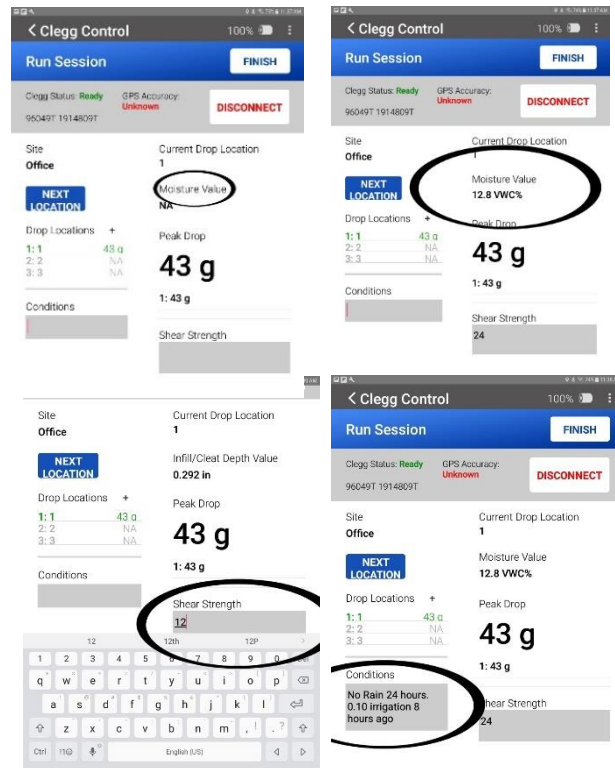 11:37 AM
< Clegg Control 100%
Run Session FINISH
Clegg Status: Ready GPS Accuracy:
Unknown DISCONNECT
96049T 1914809T
Site Current Drop Location
Office 1
NEXT Moisture Value
LOCATION NA
Drop Locations + Peak Drop
1: 1 43 g
2: 2 NA 43 g
3: 3 NA
1: 43 g
Conditions
Shear Strength
11:37 AM
< Clegg Control 100%
Run Session FINISH
Clegg Status: Ready GPS Accuracy:
Unknown DISCONNECT
96049T 1914809T
Site Current Drop Location
Office 1
NEXT Moisture Value
LOCATION 12.8 VWC%
Drop Locations + Peak Drop
1: 1 43 g
2: 2 NA 43 g
3: 3 NA
1: 43 g
Conditions
Shear Strength
24
Site Current Drop Location
Office 1
NEXT Infill/Cleat Depth Value
LOCATION 0.292 in
Drop Locations + Peak Drop
1: 1 43 g
2: 2 NA 43 g
3: 3 NA
1: 43 g
Conditions
Shear Strength
12
12 12th 12P
1 2 3 4 5 6 7 8 9 0
q w e r t y u i o p
a s d f g h j k l
z x c v b n m , ! . ?
Ctrl !1☺ English (US)
< Clegg Control 100%
Run Session FINISH
Clegg Status: Ready GPS Accuracy:
Unknown DISCONNECT
96049T 1914809T
Site Current Drop Location
Office 1
NEXT Moisture Value
LOCATION 12.8 VWC%
Drop Locations + Peak Drop
1: 1 43 g
2: 2 NA 43 g
3: 3 NA
1: 43 g
Conditions
No Rain 24 hours.
0.10 irrigation 8
hours ago
Shear Strength
24